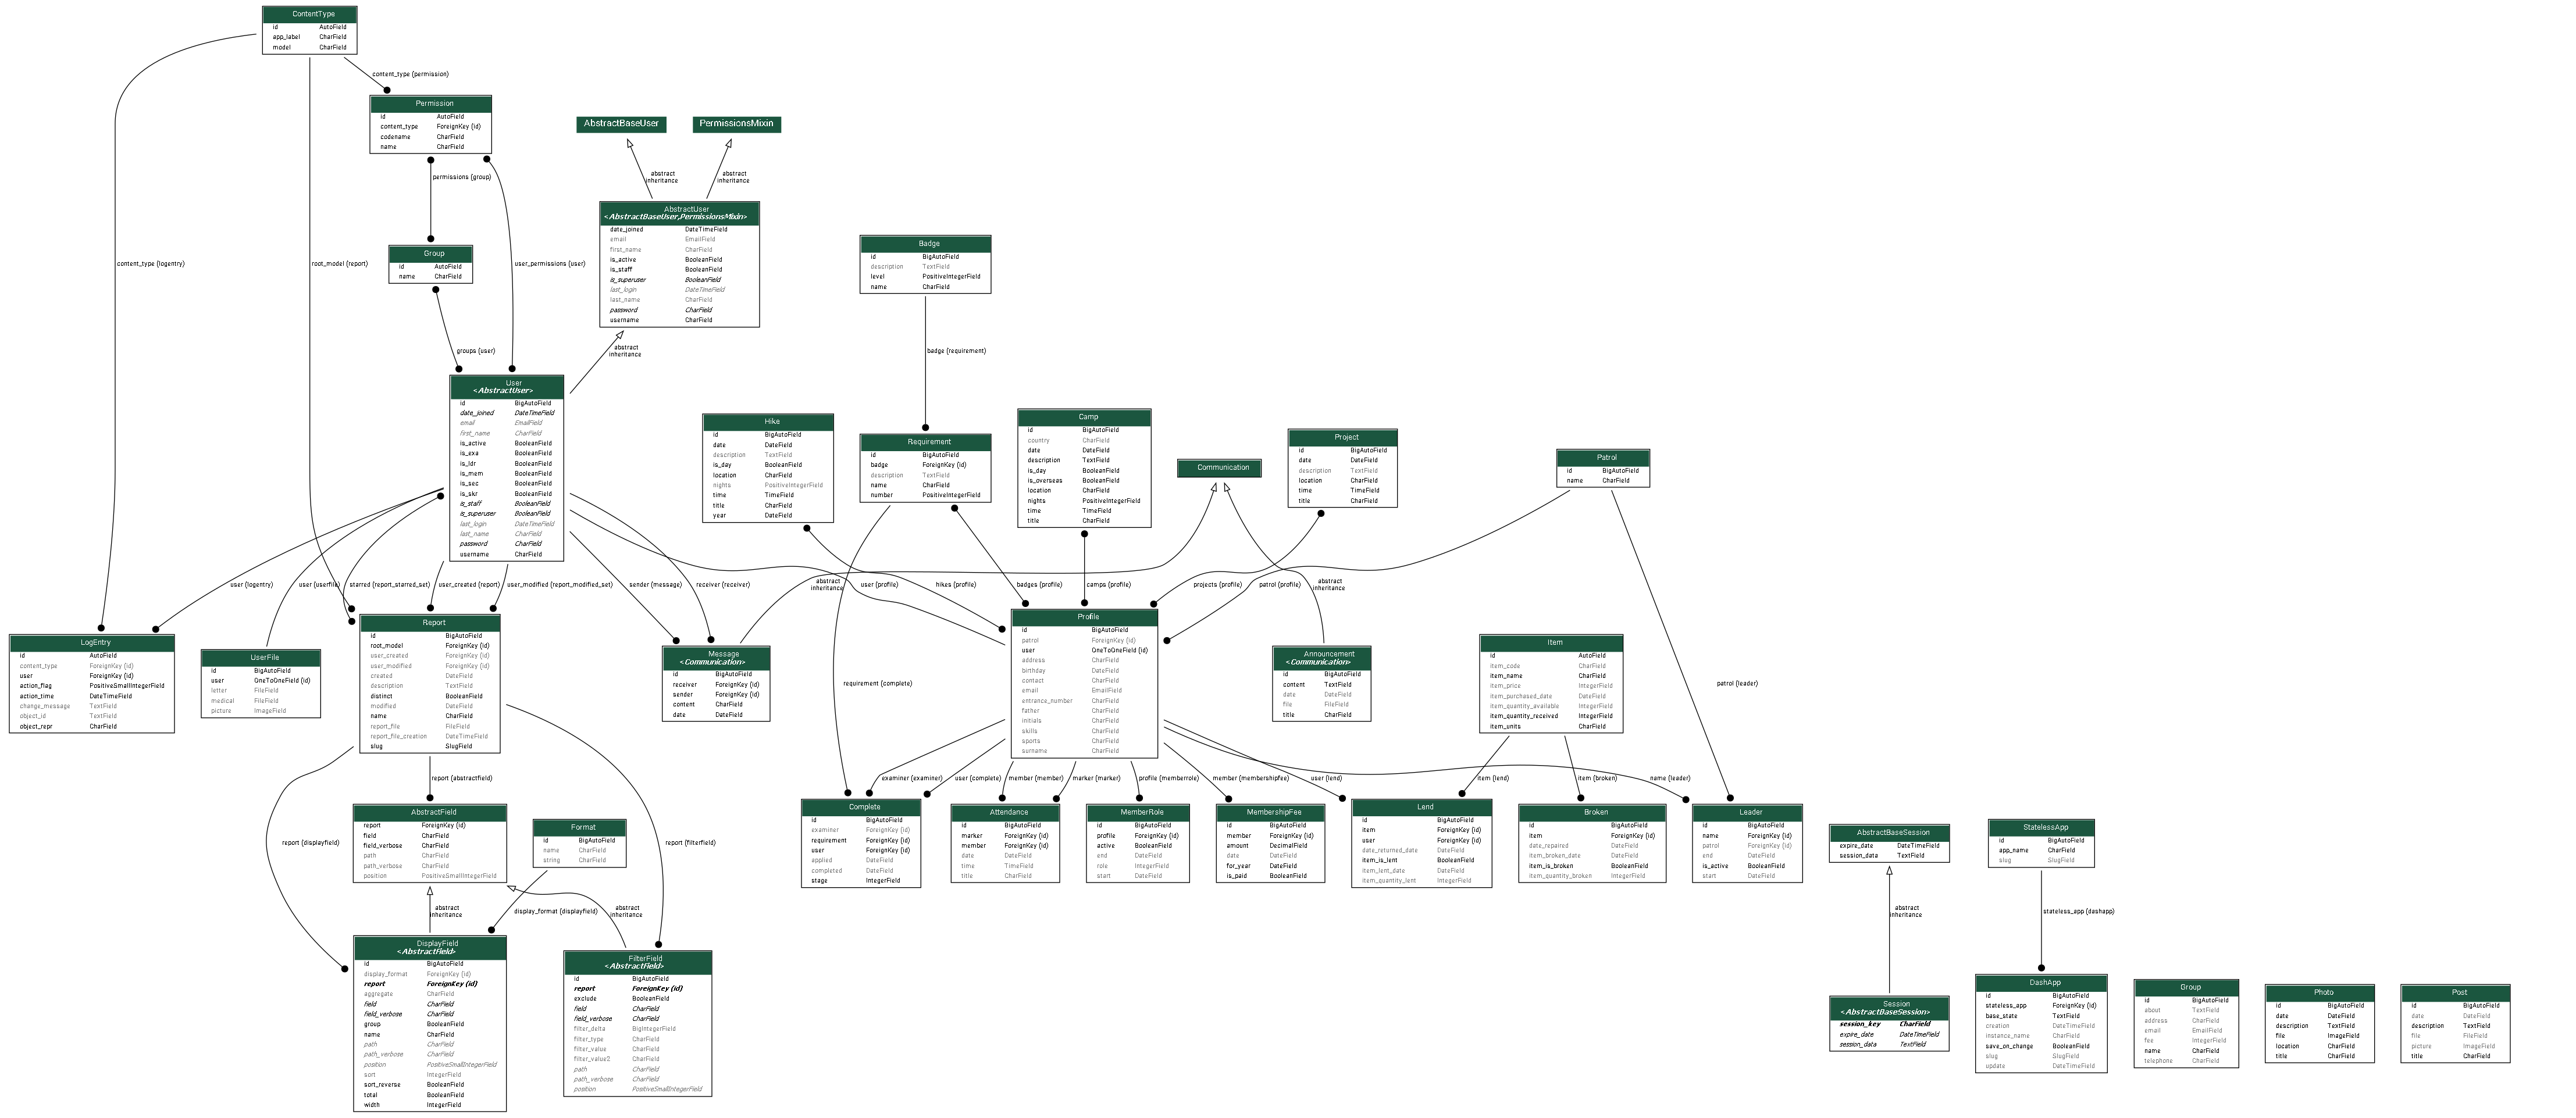 ContentType
id AutoField
app_label CharField
model CharField
content_type (permission)
Permission
id AutoField
content_type ForeignKey (id)
codename CharField
name CharField
AbstractBaseUser
PermissionsMixin
permissions (group)
abstract
inheritance
abstract
inheritance
AbstractUser
<AbstractBaseUser,PermissionsMixin>
date_joined DateTimeField
email EmailField
first_name CharField
is_active BooleanField
is_staff BooleanField
is_superuser BooleanField
last_login DateTimeField
last_name CharField
password CharField
username CharField
Badge
id BigAutoField
description TextField
level PositiveIntegerField
name CharField
Group
id AutoField
name CharField
content_type (logentry)
root_model (report)
user_permissions (user)
groups (user)
abstract
inheritance
badge (requirement)
User
<AbstractUser>
id BigAutoField
date_joined DateTimeField
email EmailField
first_name CharField
is_active BooleanField
is_exa BooleanField
is_ldr BooleanField
is_mem BooleanField
is_sec BooleanField
is_skr BooleanField
is_staff BooleanField
is_superuser BooleanField
last_login DateTimeField
last_name CharField
password CharField
username CharField
Hike
id BigAutoField
date DateField
description TextField
is_day BooleanField
location CharField
nights PositiveIntegerField
time TimeField
title CharField
year DateField
Requirement
id BigAutoField
badge ForeignKey (id)
description TextField
name CharField
number PositiveIntegerField
Camp
id BigAutoField
country CharField
date DateField
description TextField
is_day BooleanField
is_overseas BooleanField
location CharField
nights PositiveIntegerField
time TimeField
title CharField
Communication
Project
id BigAutoField
date DateField
description TextField
location CharField
time TimeField
title CharField
Patrol
id BigAutoField
name CharField
user (logentry)
user (userfile)
starred (report_starred_set)
user_created (report)
user_modified (report_modified_set)
sender (message)
receiver (receiver)
abstract
inheritance
user (profile)
hikes (profile)
badges (profile)
camps (profile)
projects (profile)
patrol (profile)
abstract
inheritance
LogEntry
id AutoField
content_type ForeignKey (id)
user ForeignKey (id)
action_flag PositiveSmallIntegerField
action_time DateTimeField
change_message TextField
object_id TextField
object_repr CharField
UserFile
id BigAutoField
user OneToOneField (id)
letter FileField
medical FileField
picture ImageField
Report
id BigAutoField
root_model ForeignKey (id)
user_created ForeignKey (id)
user_modified ForeignKey (id)
created DateField
description TextField
distinct BooleanField
modified DateField
name CharField
report_file FileField
report_file_creation DateTimeField
slug SlugField
Message
<Communication>
id BigAutoField
receiver ForeignKey (id)
sender ForeignKey (id)
content CharField
date DateField
requirement (complete)
Profile
id BigAutoField
patrol ForeignKey (id)
user OneToOneField (id)
address CharField
birthday DateField
contact CharField
email EmailField
entrance_number CharField
father CharField
initials CharField
skills CharField
sports CharField
surname CharField
Announcement
<Communication>
id BigAutoField
content TextField
date DateField
file FileField
title CharField
Item
id AutoField
item_code CharField
item_name CharField
item_price IntegerField
item_purchased_date DateField
item_quantity_available IntegerField
item_quantity_received IntegerField
item_units CharField
patrol (leader)
report (abstractfield)
examiner (examiner)
user (complete)
member (member)
marker (marker)
profile (memberrole)
member (membershipfee)
user (lend)
item (lend)
item (broken)
name (leader)
AbstractField
report ForeignKey (id)
field CharField
field_verbose CharField
path CharField
path_verbose CharField
position PositiveSmallIntegerField
Format
id BigAutoField
name CharField
string CharField
report (displayfield)
report (filterfield)
Complete
id BigAutoField
examiner ForeignKey (id)
requirement ForeignKey (id)
user ForeignKey (id)
applied DateField
completed DateField
stage IntegerField
Attendance
id BigAutoField
marker ForeignKey (id)
member ForeignKey (id)
date DateField
time TimeField
title CharField
MemberRole
id BigAutoField
profile ForeignKey (id)
active BooleanField
end DateField
role IntegerField
start DateField
MembershipFee
id BigAutoField
member ForeignKey (id)
amount DecimalField
date DateField
for_year DateField
is_paid BooleanField
Lend
id BigAutoField
item ForeignKey (id)
user ForeignKey (id)
date_returned_date DateField
item_is_lent BooleanField
item_lent_date DateField
item_quantity_lent IntegerField
Broken
id BigAutoField
item ForeignKey (id)
date_repaired DateField
item_broken_date DateField
item_is_broken BooleanField
item_quantity_broken IntegerField
Leader
id BigAutoField
name ForeignKey (id)
patrol ForeignKey (id)
end DateField
is_active BooleanField
start DateField
AbstractBaseSession
expire_date DateTimeField
session_data TextField
StatelessApp
id BigAutoField
app_name CharField
slug SlugField
abstract
inheritance
display_format (displayfield)
abstract
inheritance
abstract
inheritance
stateless_app (dashapp)
DisplayField
<AbstractField>
id BigAutoField
display_format ForeignKey (id)
report ForeignKey (id)
aggregate CharField
field CharField
field_verbose CharField
group BooleanField
name CharField
path CharField
path_verbose CharField
position PositiveSmallIntegerField
sort IntegerField
sort_reverse BooleanField
total BooleanField
width IntegerField
FilterField
<AbstractField>
id BigAutoField
report ForeignKey (id)
exclude BooleanField
field CharField
field_verbose CharField
filter_delta BigIntegerField
filter_type CharField
filter_value CharField
filter_value2 CharField
path CharField
path_verbose CharField
position PositiveSmallIntegerField
Session
<AbstractBaseSession>
session_key CharField
expire_date DateTimeField
session_data TextField
DashApp
id BigAutoField
stateless_app ForeignKey (id)
base_state TextField
creation DateTimeField
instance_name CharField
save_on_change BooleanField
slug SlugField
update DateTimeField
Group
id BigAutoField
about TextField
address CharField
email EmailField
fee IntegerField
name CharField
telephone CharField
Photo
id BigAutoField
date DateField
description TextField
file ImageField
location CharField
title CharField
Post
id BigAutoField
date DateField
description TextField
file FileField
picture ImageField
title CharField